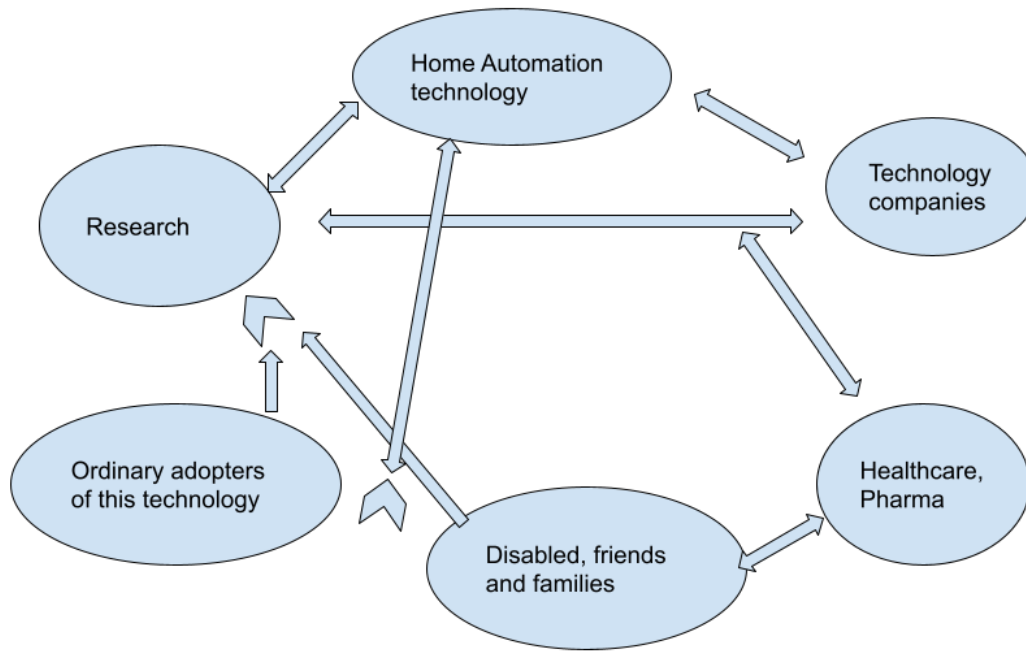 Home Automation
technology
Technology
companies
Research
Ordinary adopters
of this technology
Healthcare,
Pharma
Disabled, friends
and families